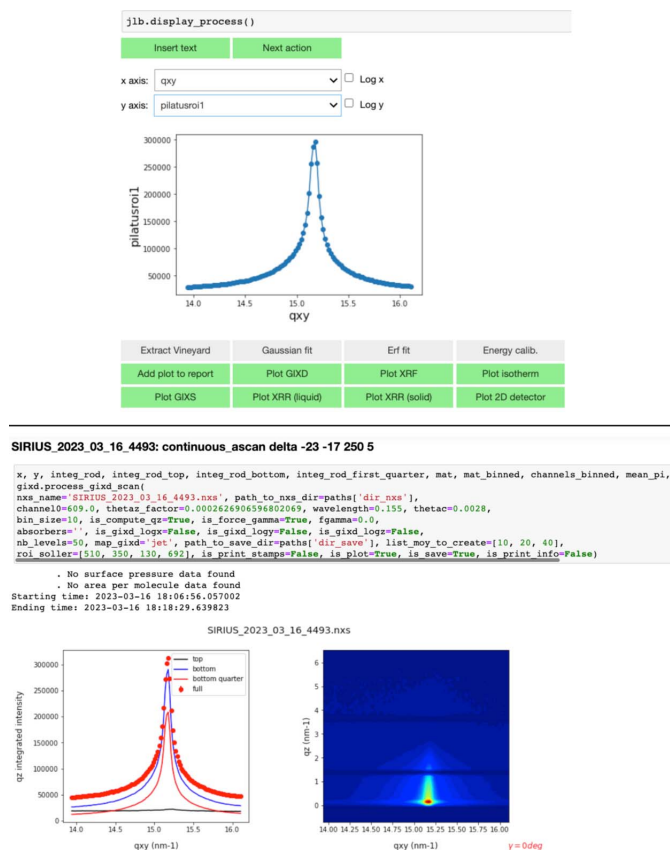 jlb.display_process()
Insert text
Next action
x axis:
qxy
Log x
y axis:
pilatusroi1
Log y
300000
250000
200000
150000
100000
50000
pilatusroi1
14.0
14.5
15.0
15.5
16.0
qxy
Extract Vineyard
Gaussian fit
Erf fit
Energy calib.
Add plot to report
Plot GIXD
Plot XRF
Plot isotherm
Plot GIXS
Plot XRR (liquid)
Plot XRR (solid)
Plot 2D detector
SIRIUS_2023_03_16_4493: continuous_ascan delta -23 -17 250 5
x, y, integ_rod, integ_rod_top, integ_rod_bottom, integ_rod_first_quarter, mat, mat_binned, channels_binned, mean_pi,
gixd.process_gixd_scan(
nxs_name='SIRIUS_2023_03_16_4493.nxs', path_to_nxs_dir=paths['dir_nxs'],
channel0=609.0, thetaz_factor=0.0002626906596802069, wavelength=0.155, thetac=0.0028,
bin_size=10, is_compute_qz=True, is_force_gamma=True, fgamma=0.0,
absorbers='', is_gixd_logx=False, is_gixd_logy=False, is_gixd_logz=False,
nb_levels=50, map_gixd='jet', path_to_save_dir=paths['dir_save'], list_moy_to_create=[10, 20, 40],
roi_soller=[510, 350, 130, 692], is_print_stamps=False, is_plot=True, is_save=True, is_print_info=False)
. No surface pressure data found
. No area per molecule data found
Starting time: 2023-03-16 18:06:56.057002
Ending time: 2023-03-16 18:18:29.639823
SIRIUS_2023_03_16_4493.nxs
300000
250000
200000
150000
100000
50000
0
qz integrated intensity
top
bottom
bottom quarter
full
14.0
14.5
15.0
15.5
16.0
qxy (nm-1)
6
5
4
3
2
1
0
qz (nm-1)
14.00 14.25 14.50 14.75 15.00 15.25 15.50 15.75 16.00
qxy (nm-1)
γ=0deg